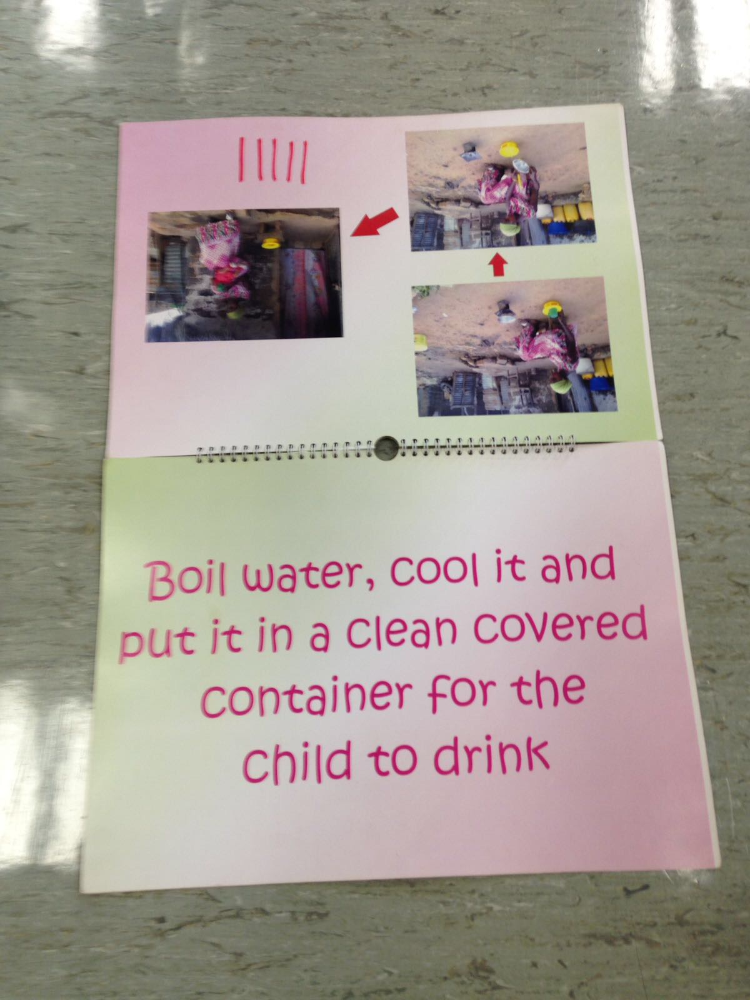 Boil water, cool it and
put it in a clean covered
container for the
child to drink